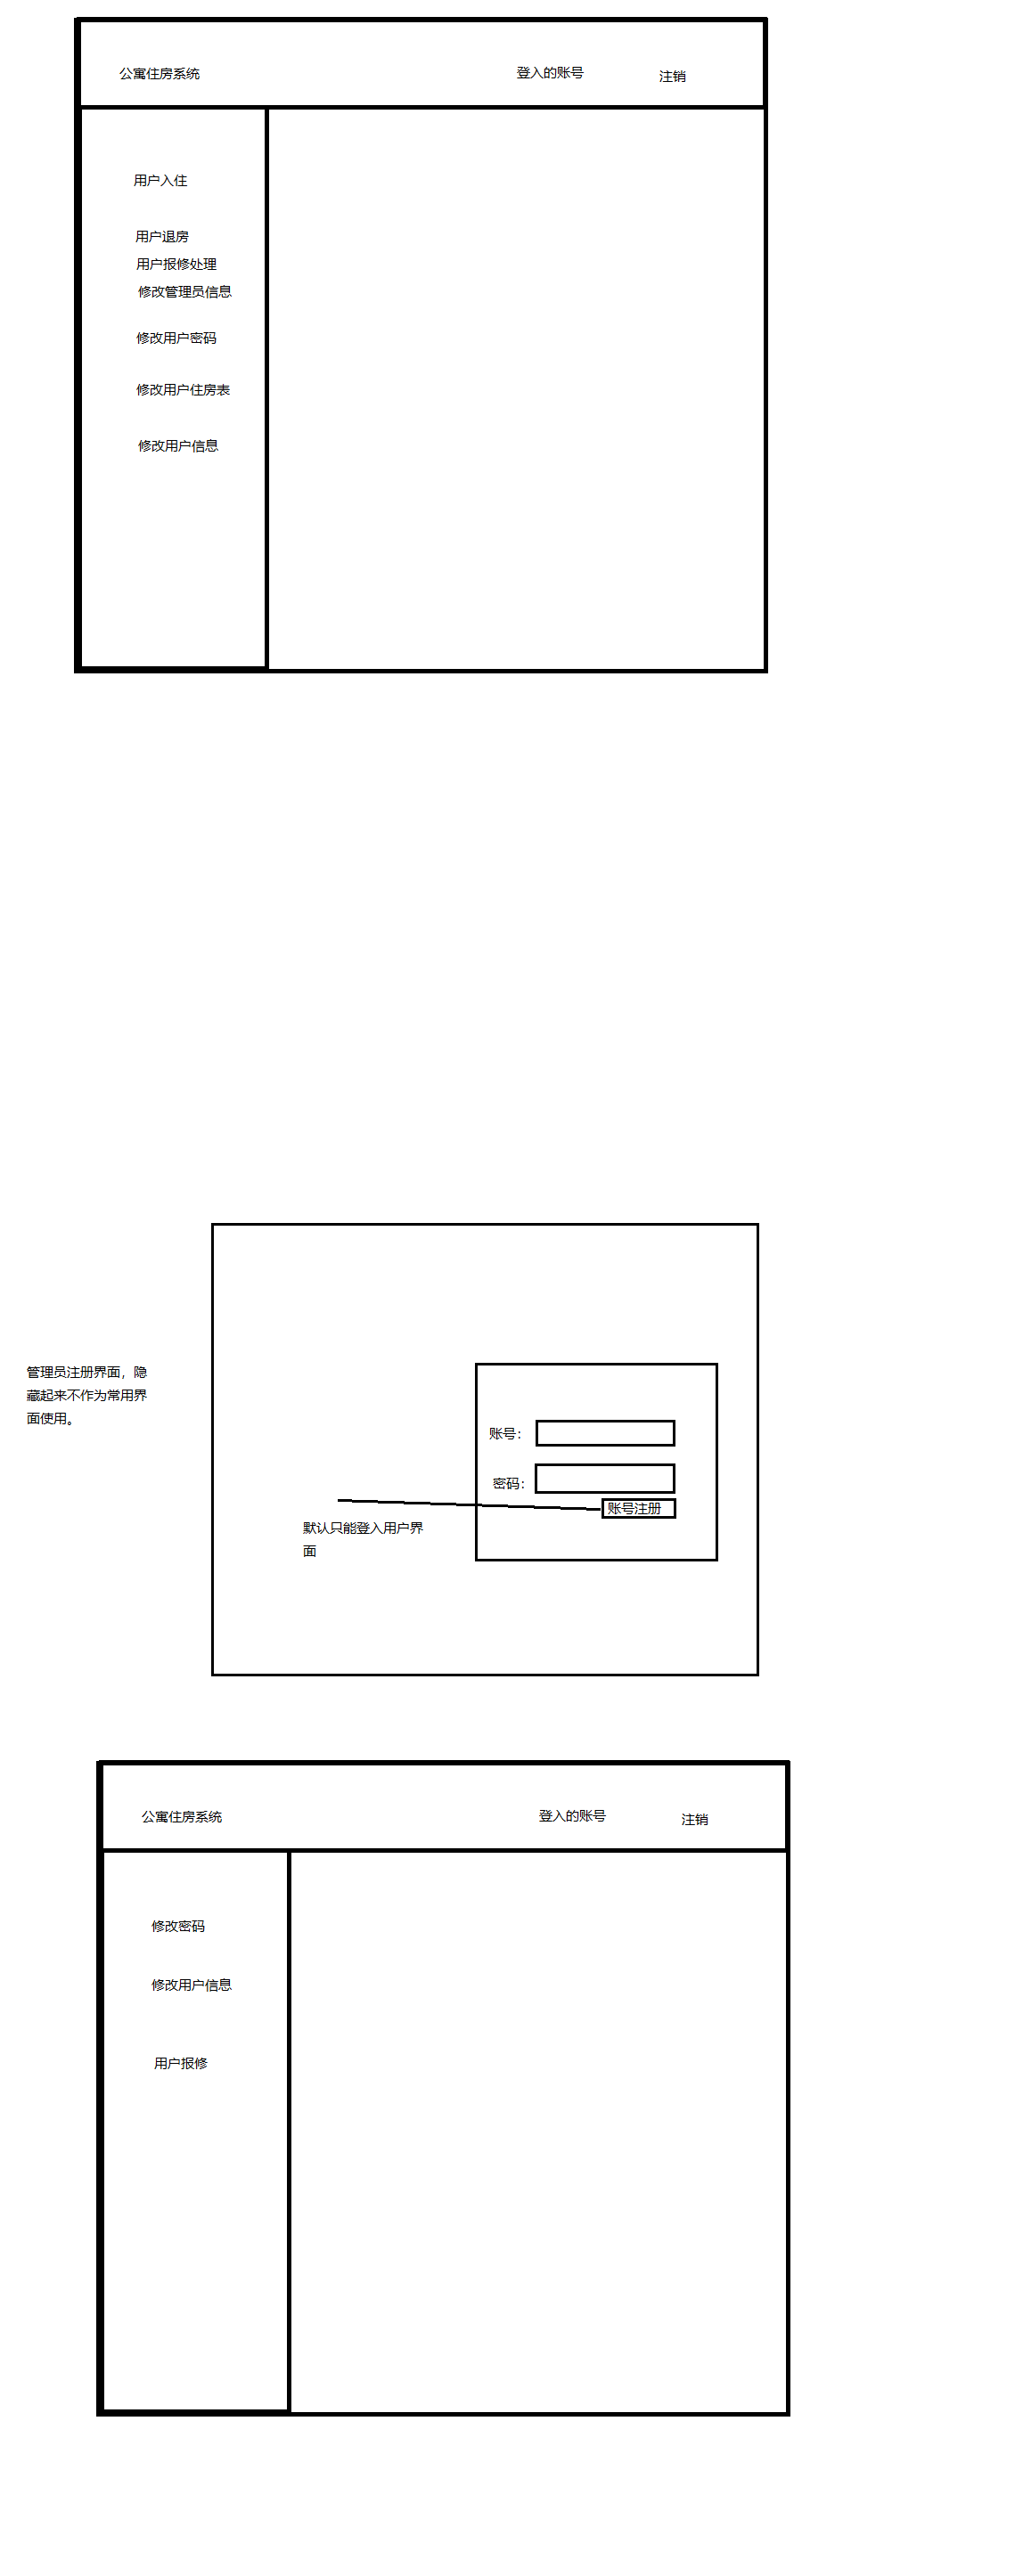 公寓住房系统
登入的账号
注销
用户入住
用户退房
用户报修处理
修改管理员信息
修改用户密码
修改用户住房表
修改用户信息
管理员注册界面，隐
藏起来不作为常用界
面使用。
账号：
密码：
账号注册
默认只能登入用户界
面
公寓住房系统
登入的账号
注销
修改密码
修改用户信息
用户报修